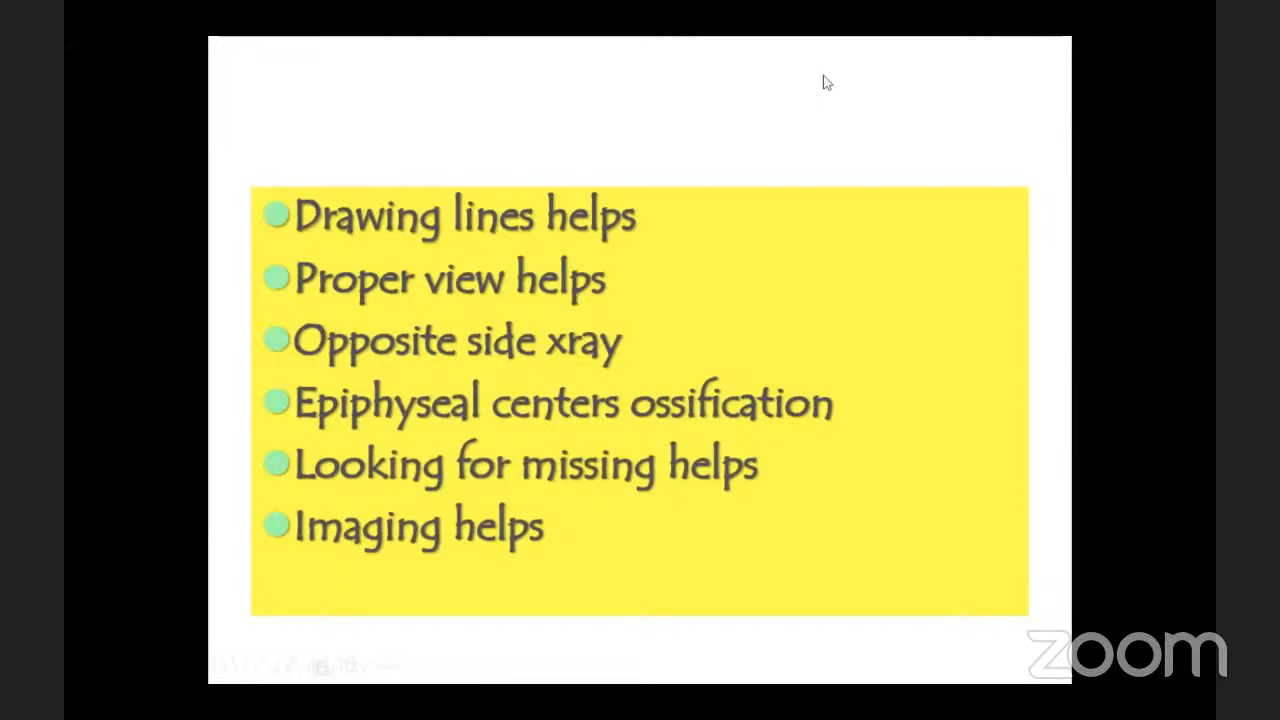 Drawing lines helps
Proper view helps
Opposite side xray
Epiphyseal centers ossification
Looking for missing helps
Imaging helps
zoom